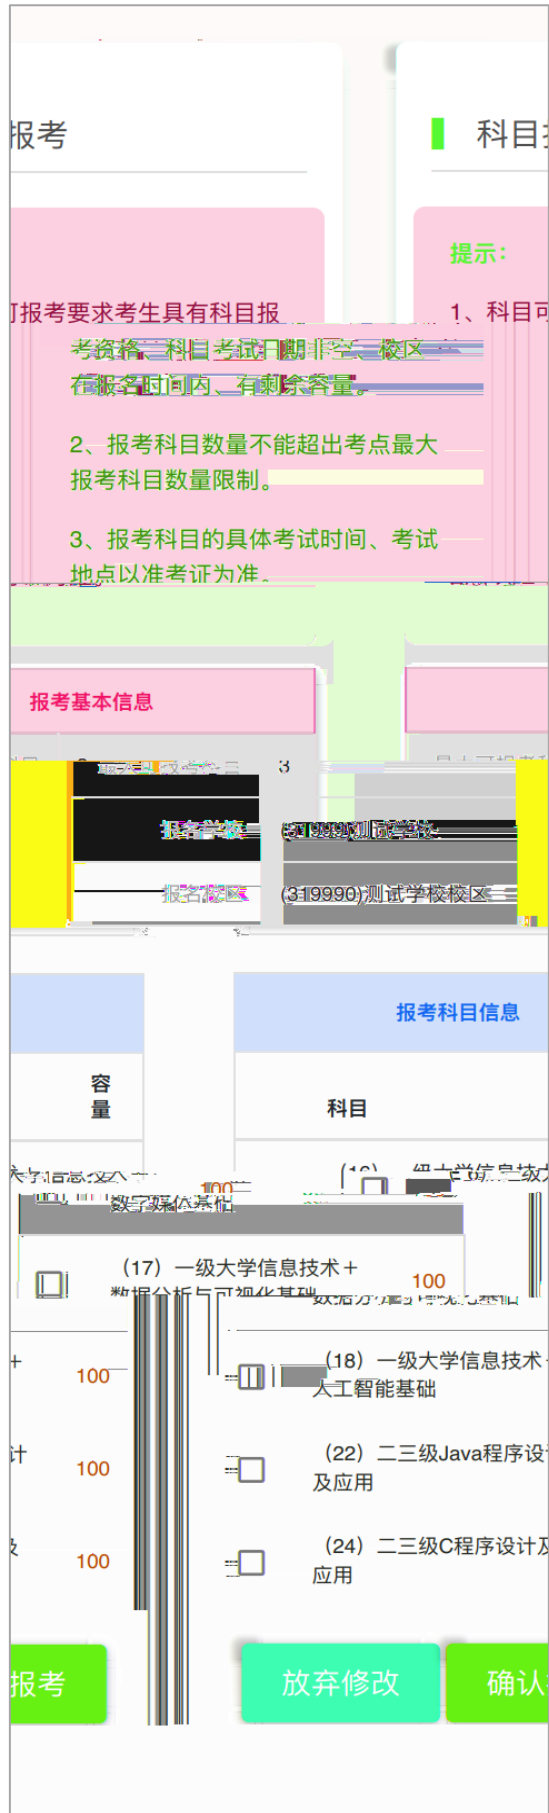 报考
科目
提示：
可报考要求考生具有科目报
1、科目可
考资格、科目考试日期非空、校区
在报名时间内、有剩余容量。
2、报考科目数量不能超出考点最大
报考科目数量限制。
3、报考科目的具体考试时间、考试
地点以准考证为准。
报考基本信息
3
报名学校
(319999)测试学校
报名校区
(319990)测试学校校区
报考科目信息
容
量
科目
100
数字媒体基础
（17）一级大学信息技术＋
数据分析与可视化基础
100
＋
100
（18）一级大学信息技术
人工智能基础
计
100
（22）二三级Java程序设
及应用
及
100
（24）二三级C程序设计及
应用
报考
放弃修改
确认